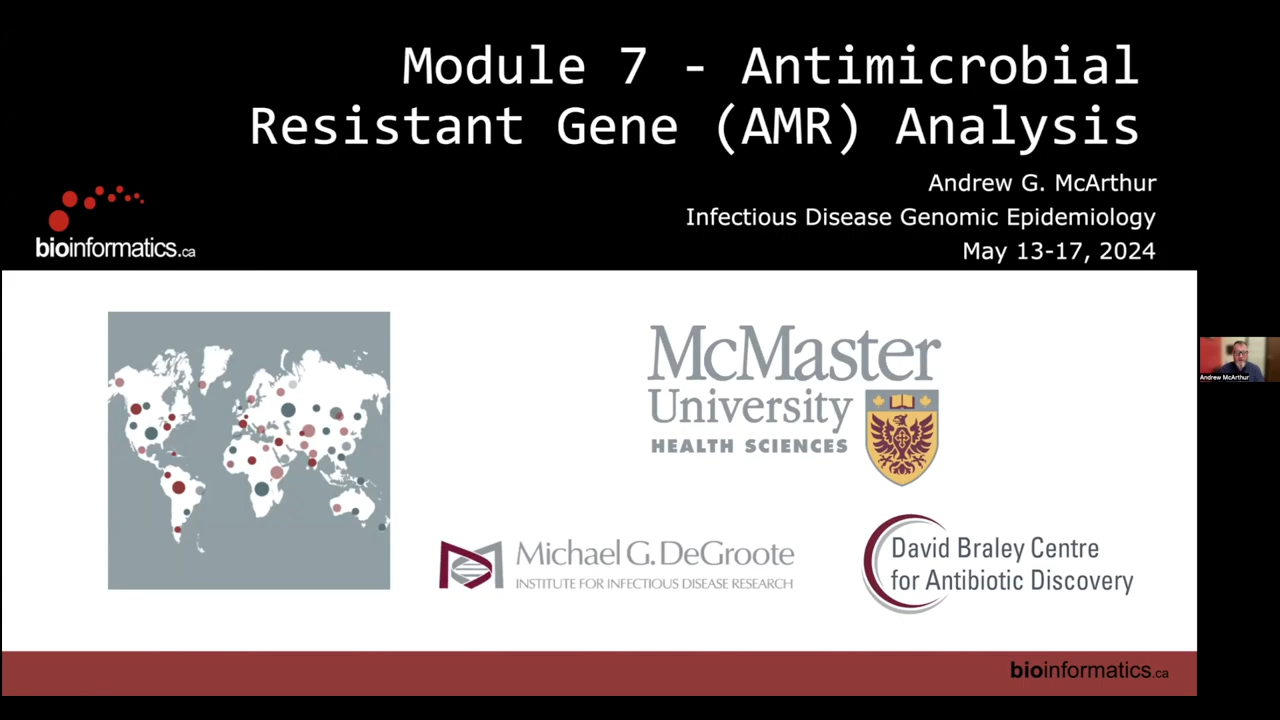 Module 7 - Antimicrobial
Resistant Gene (AMR) Analysis
Andrew G. McArthur
Infectious Disease Genomic Epidemiology
May 13-17, 2024
bioinformatics.ca
McMaster
University
HEALTH SCIENCES
Andrew McArthur
Michael G. DeGroote
INSTITUTE FOR INFECTIOUS DISEASE RESEARCH
David Braley Centre
for Antibiotic Discovery
bioinformatics.ca